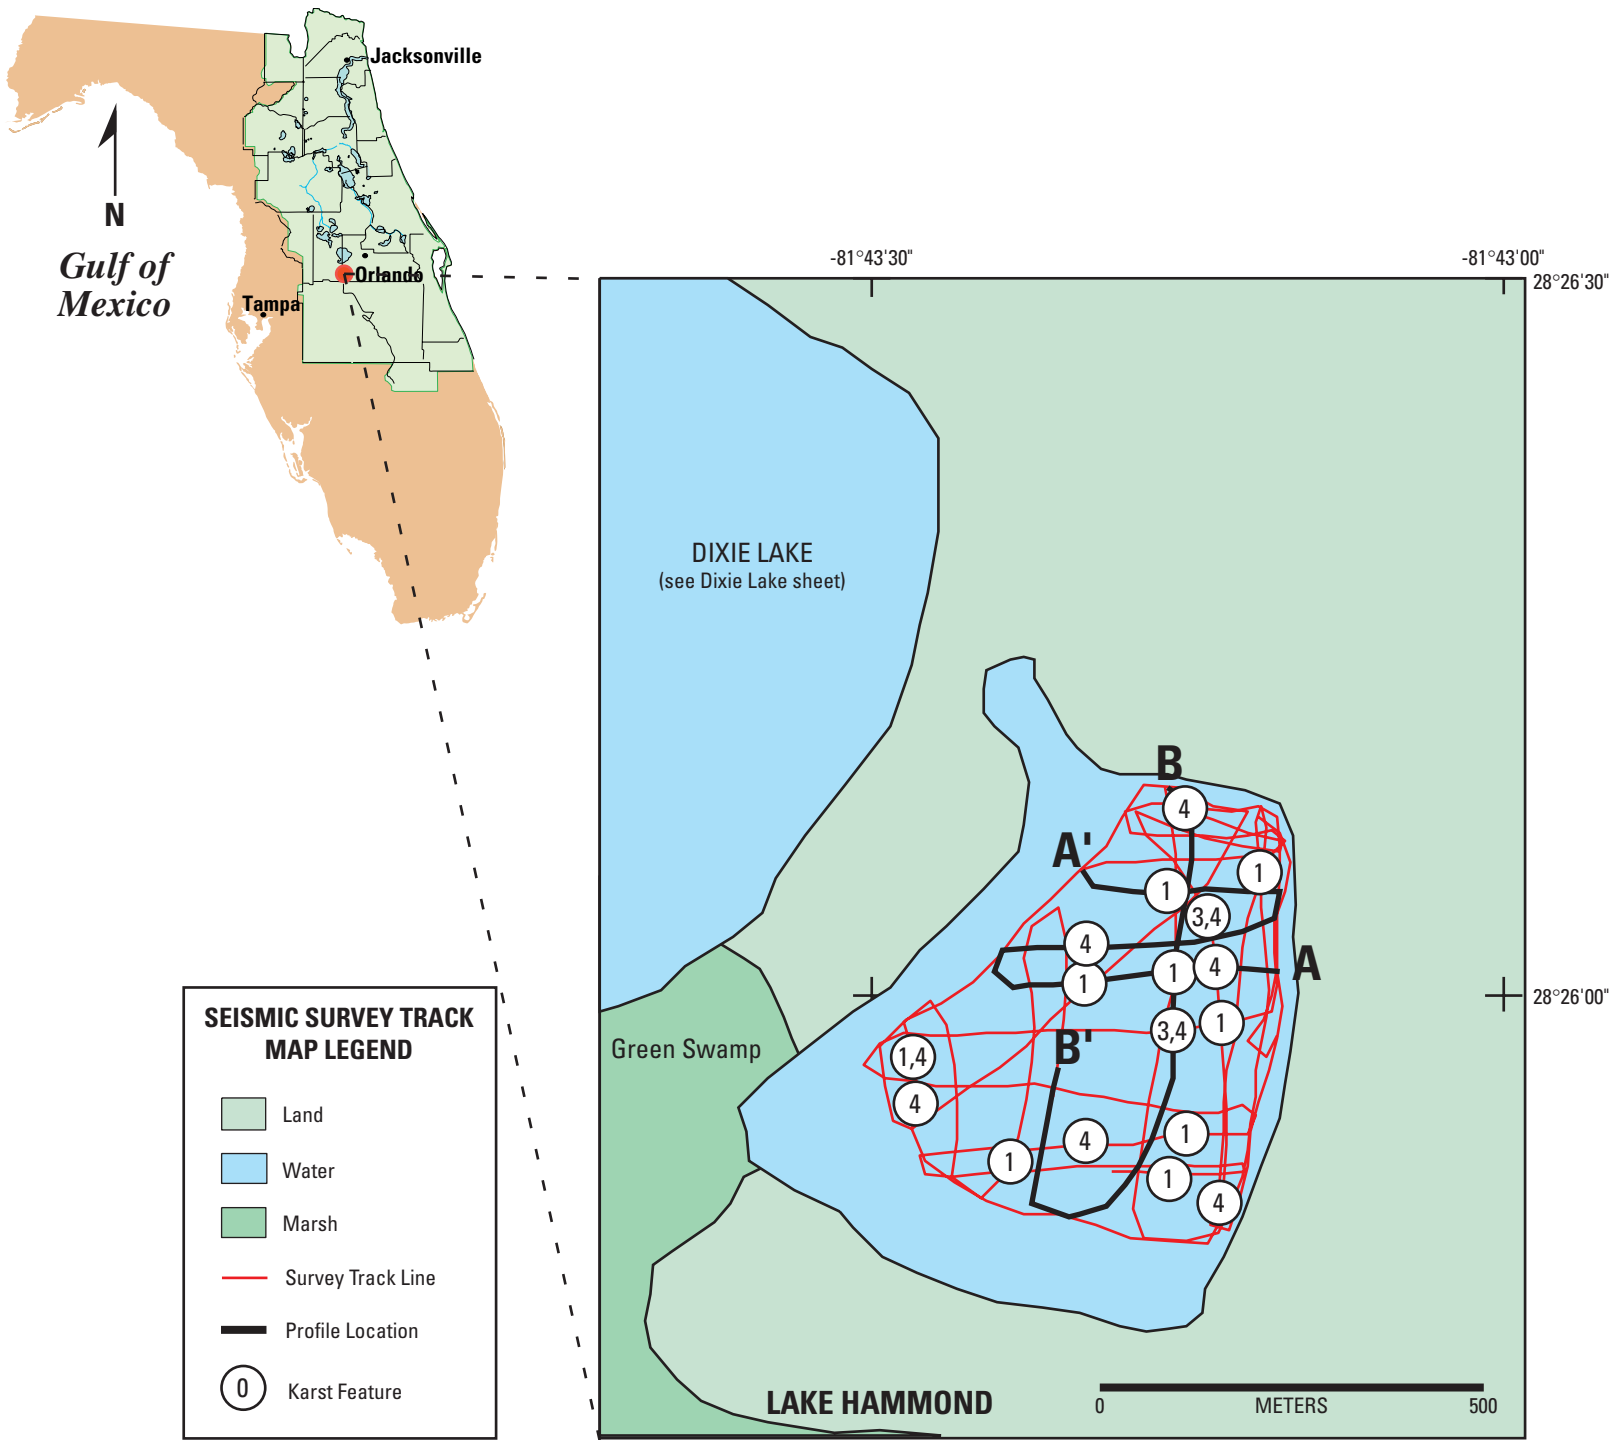 Jacksonville
N
Gulf of
Mexico
Orlando
Tampa
-81°43'30"
-81°43'00"
28°26'30"
DIXIE LAKE
(see Dixie Lake sheet)
B
4
A'
1
1
3,4
4
A
1
4
1
28°26'00"
3,4
1
B'
Green Swamp
1,4
4
4
1
1
1
4
SEISMIC SURVEY TRACK
MAP LEGEND
Land
Water
Marsh
Survey Track Line
Profile Location
0
Karst Feature
LAKE HAMMOND
0
METERS
500